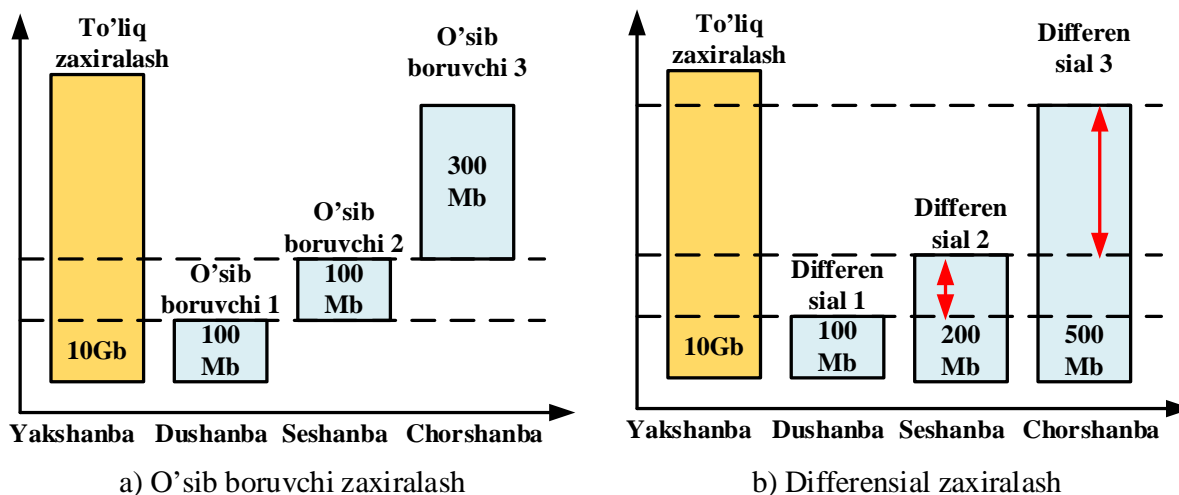 To’liq
zaxiralash
O’sib
boruvchi 3
300
Mb
O’sib
boruvchi 2
100
Mb
O’sib
boruvchi 1
100
Mb
10Gb
Yakshanba Dushanba Seshanba Chorshanba
a) O’sib boruvchi zaxiralash
To’liq
zaxiralash
Differen
sial 3
Differen
sial 2
Differen
sial 1
10Gb
100
Mb
200
Mb
500
Mb
Yakshanba Dushanba Seshanba Chorshanba
b) Differensial zaxiralash